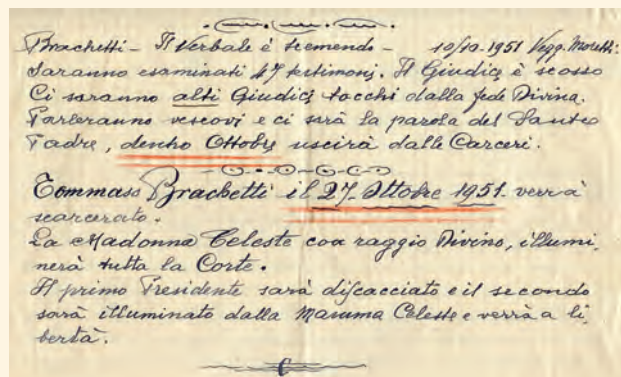 Brachetti - Il Verbale è tremendo - 10/10-1951 Vegg. Moretti:
Saranno esaminati 47 testimoni. Il Giudice è scosso
Ci saranno alti Giudici tocchi dalla fede Divina.
Parleranno vescovi e ci sarà la parola del Santo
Padre, dentro Ottobre uscirà dalle Carceri.
Tommaso Brachetti il 27. Ottobre 1951. verrà
scarcerato.
La Madonna Celeste con raggio Divino, illumi,
nerà tutta la Corte.
Il primo Presidente sarà discacciato e il secondo
sarà illuminato dalla Mamma Celeste e verrà a li,
bertà.